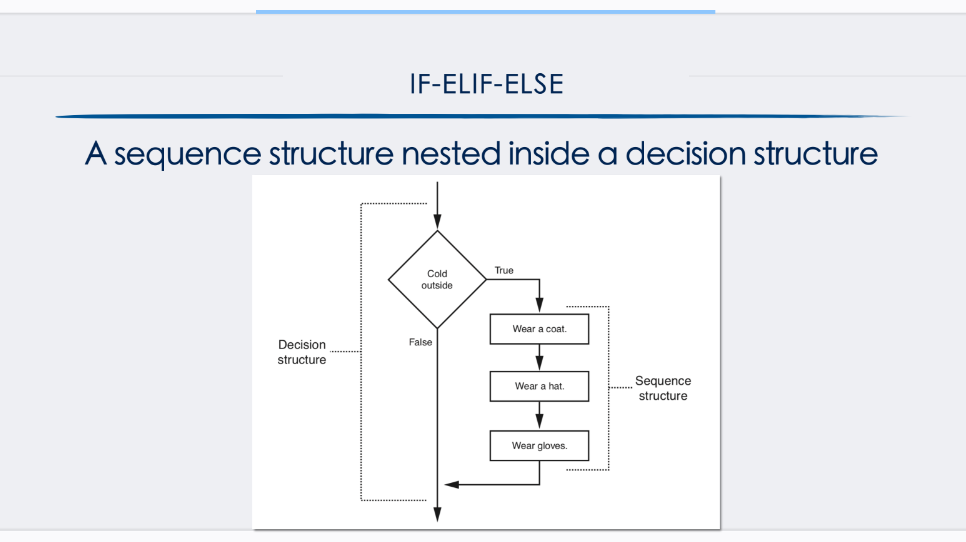 IF-ELIF-ELSE
A sequence structure nested inside a decision structure
Cold
outside
True
False
Wear a coat.
Decision
structure
Wear a hat.
Sequence
structure
Wear gloves.